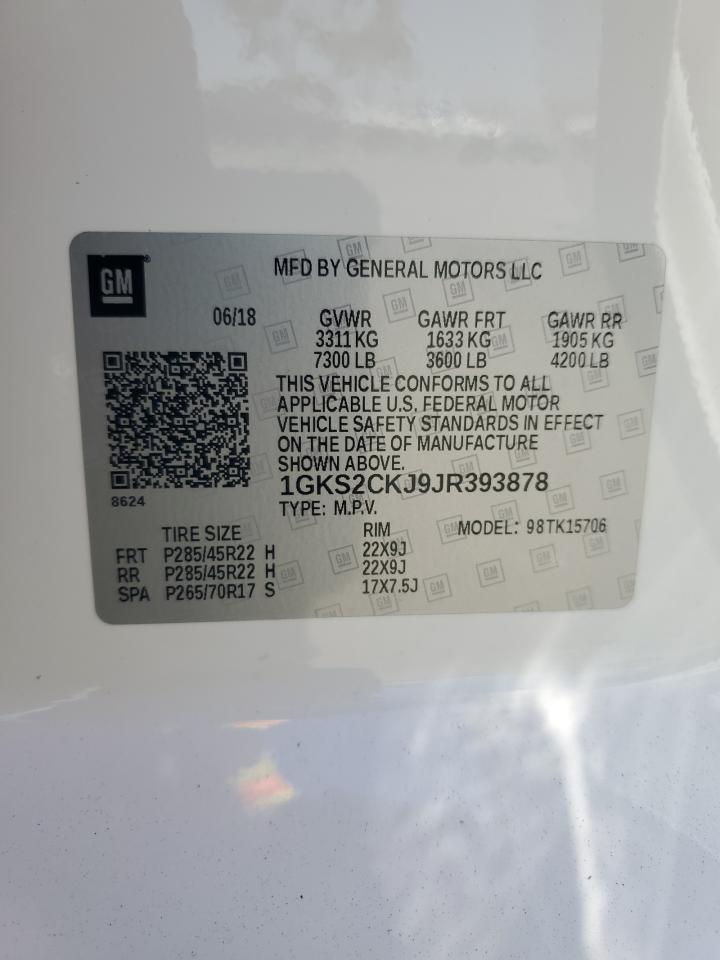 GM
MFD BY GENERAL MOTORS LLC
06/18 GVWR GAWR FRT GAWR RR
3311 KG 1633 KG 1905 KG
7300 LB 3600 LB 4200 LB
THIS VEHICLE CONFORMS TO ALL
APPLICABLE U.S. FEDERAL MOTOR
VEHICLE SAFETY STANDARDS IN EFFECT
ON THE DATE OF MANUFACTURE
SHOWN ABOVE.
8624
1GKS2CKJ9JR393878
TYPE: M.P.V.
TIRE SIZE RIM MODEL: 98TK15706
FRT P285/45R22 H 22X9J
RR P285/45R22 H 22X9J
SPA P265/70R17 S 17X7.5J